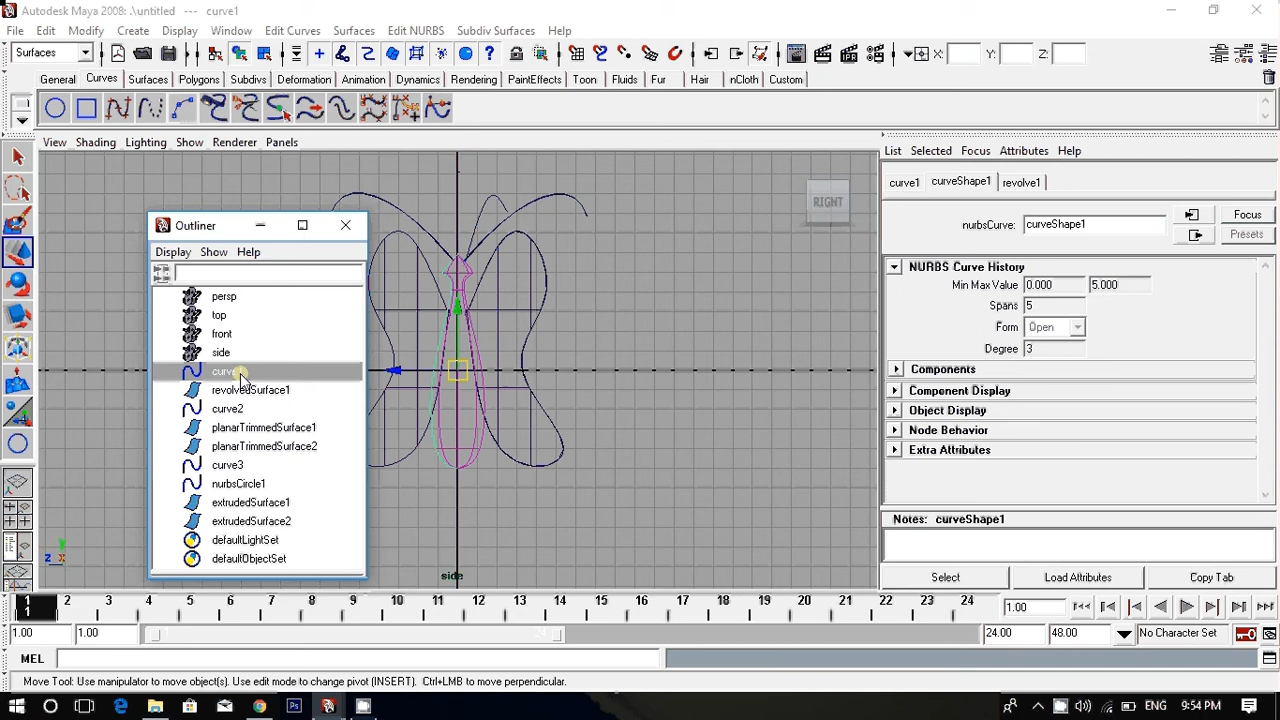 Autodesk Maya 2008: .\untitled --- curve1
File Edit Modify Create Display Window Edit Curves Surfaces Edit NURBS Subdiv Surfaces Help
Surfaces X: Y: Z:
General Curves Surfaces Polygons Subdivs Deformation Animation Dynamics Rendering PaintEffects Toon Fluids Fur Hair nCloth Custom
View Shading Lighting Show Renderer Panels
List Selected Focus Attributes Help
curve1 curveShape1 revolve1
RIGHT
nurbsCurve: curveShape1 Focus
Presets
Outliner
Display Show Help
persp
top
front
side
revolvedSurface1
curve2
planarTrimmedSurface1
planarTrimmedSurface2
curve3
nurbsCircle1
extrudedSurface1
extrudedSurface2
defaultLightSet
defaultObjectSet
NURBS Curve History
Min Max Value 0.000 5.000
Spans 5
Form Open
Degree 3
Components
Component Display
Object Display
Node Behavior
Extra Attributes
Notes: curveShape1
Select Load Attributes Copy Tab
y
z x
side
1 2 3 4 5 6 7 8 9 10 11 12 13 14 15 16 17 18 19 20 21 22 23 24 1.00
1
1.00 1.00 24 24.00 48.00 No Character Set
MEL
Move Tool: Use manipulator to move object(s). Use edit mode to change pivot (INSERT). Ctrl+LMB to move perpendicular.
ENG 9:54 PM